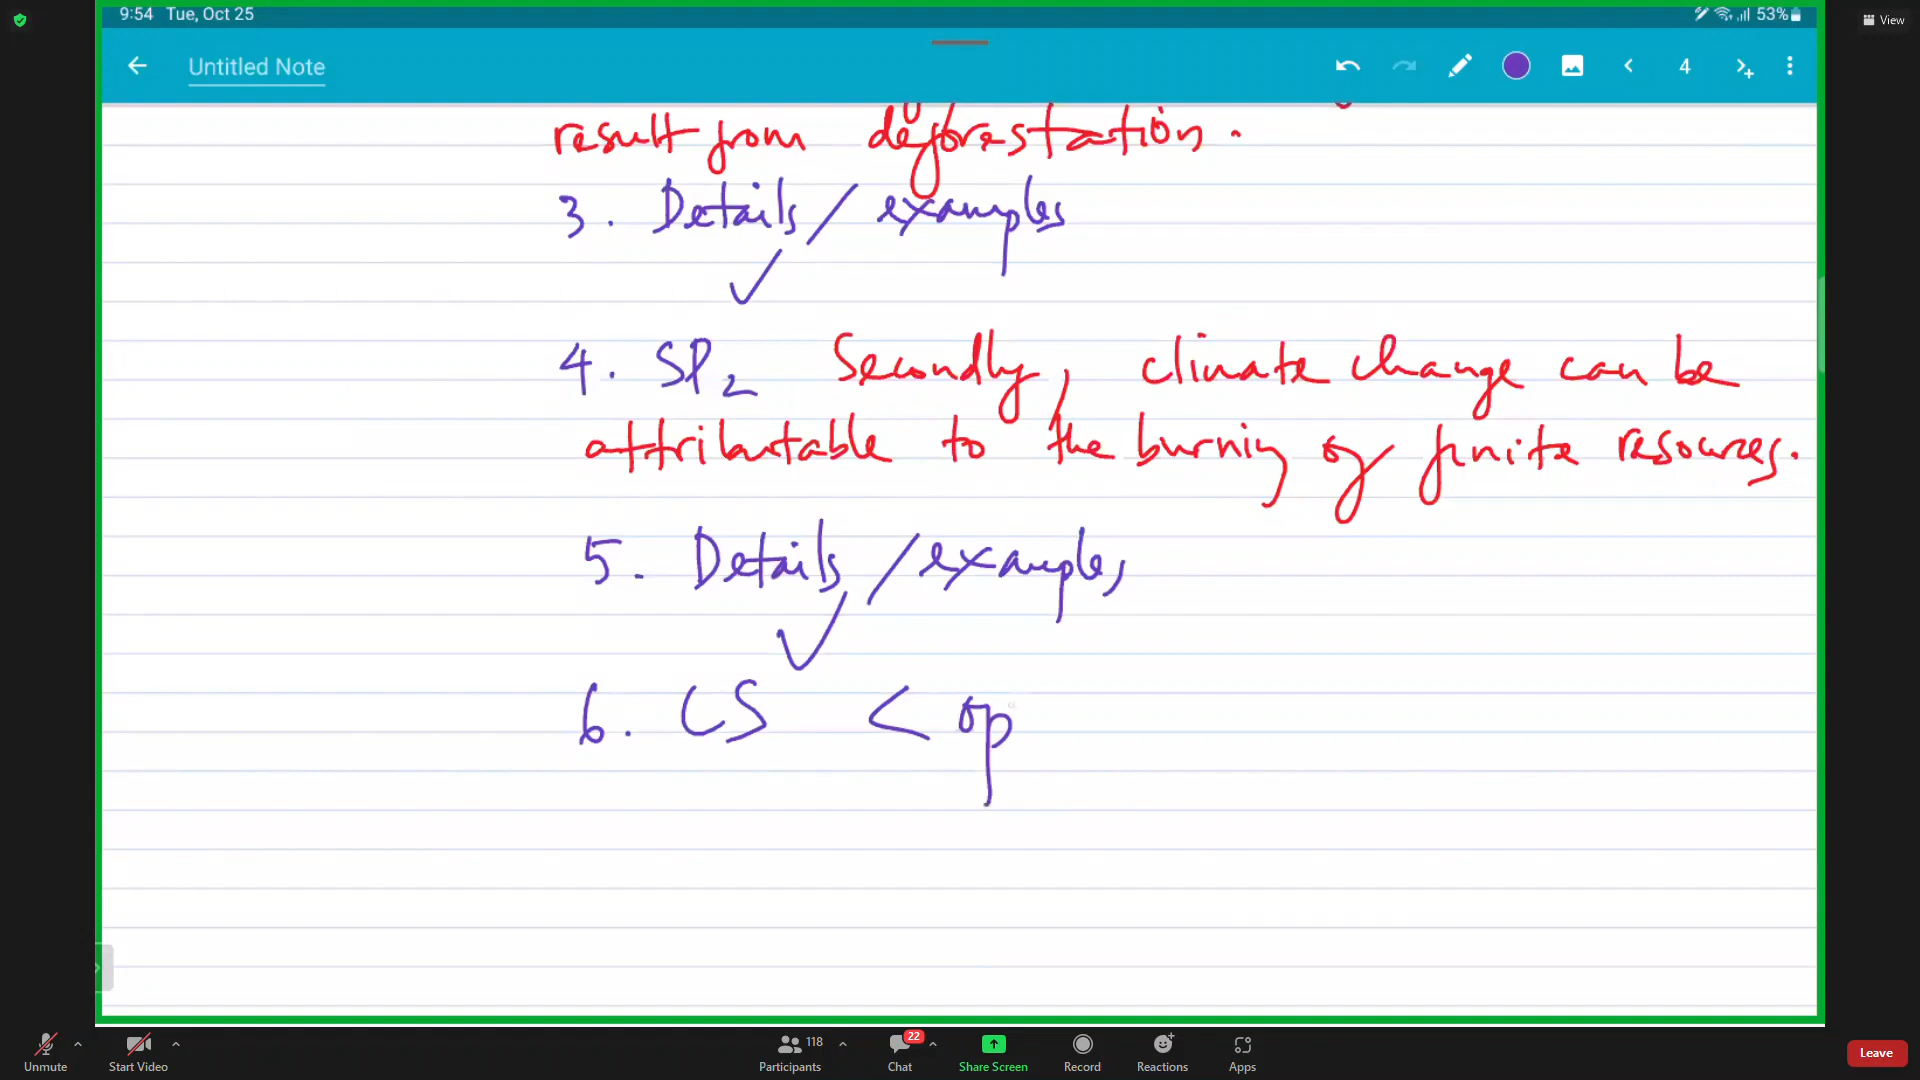 9:54 Tue, Oct 25
53%
View
Untitled Note
4
result from deforestation.
3. Details / examples
4. SP2 Secondly, climate change can be
attributable to the burning of finite resources.
5. Details / examples
6. CS < op
Unmute
Start Video
118
Participants
22
Chat
Share Screen
Record
Reactions
Apps
Leave